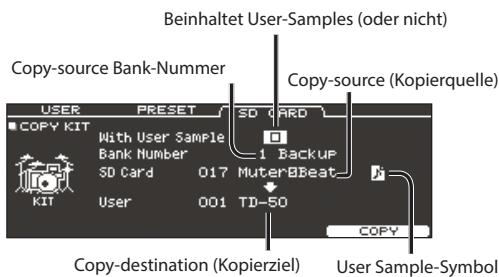 Beinhaltet User-Samples (oder nicht)
Copy-source Bank-Nummer
Copy-source (Kopierquelle)
USER PRESET SD CARD
COPY KIT
With User Sample
Bank Number 1 Backup
SD Card 017 Muter@Beat
KIT
User 001 TD-50
COPY
Copy-destination (Kopierziel)
User Sample-Symbol